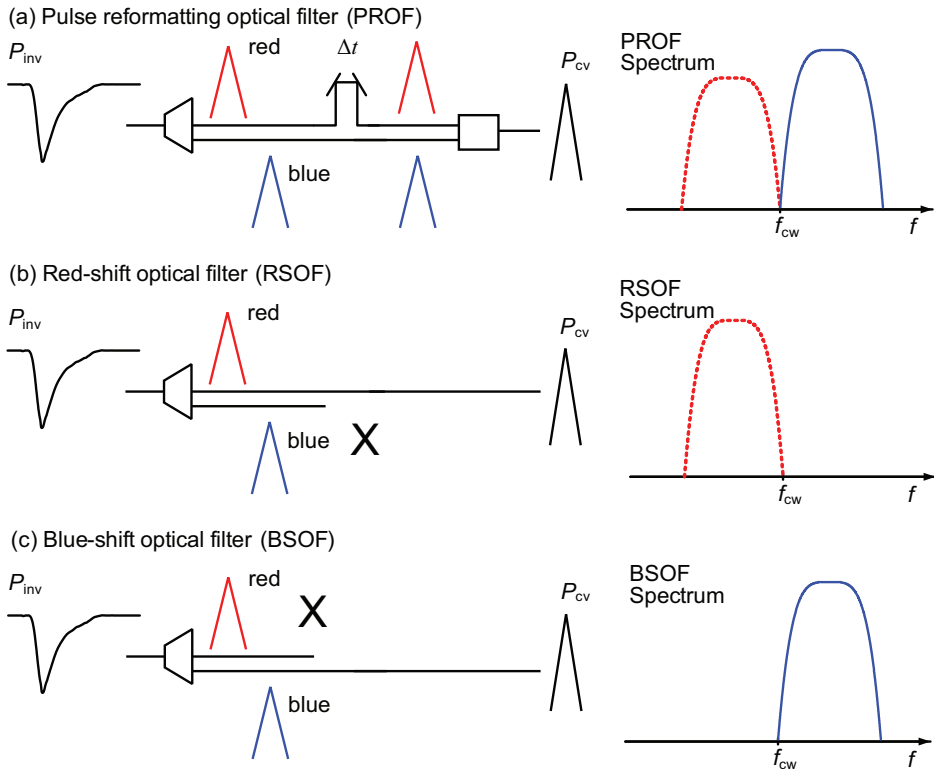 (a) Pulse reformatting optical filter (PROF)
P_inv
red
Δt
blue
P_cv
PROF
Spectrum
f_cw
f
(b) Red-shift optical filter (RSOF)
P_inv
red
blue
X
P_cv
RSOF
Spectrum
f_cw
f
(c) Blue-shift optical filter (BSOF)
P_inv
red
X
blue
P_cv
BSOF
Spectrum
f_cw
f